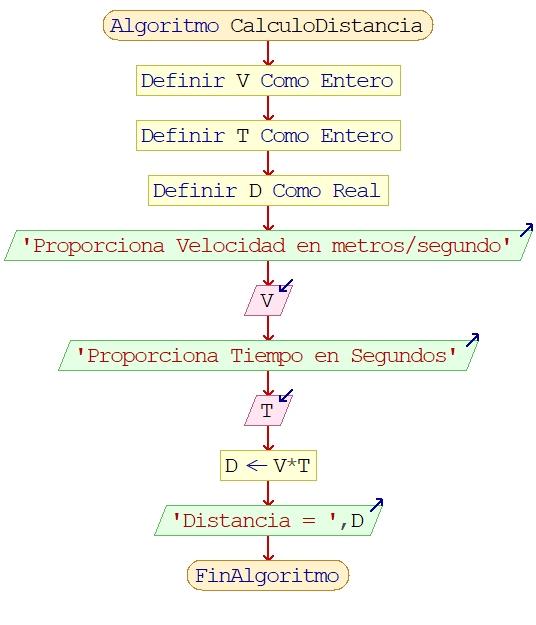 Algoritmo CalculoDistancia
Definir V Como Entero
Definir T Como Entero
Definir D Como Real
'Proporciona Velocidad en metros/segundo'
V
'Proporciona Tiempo en Segundos'
T
D ← V*T
'Distancia = ',D
FinAlgoritmo